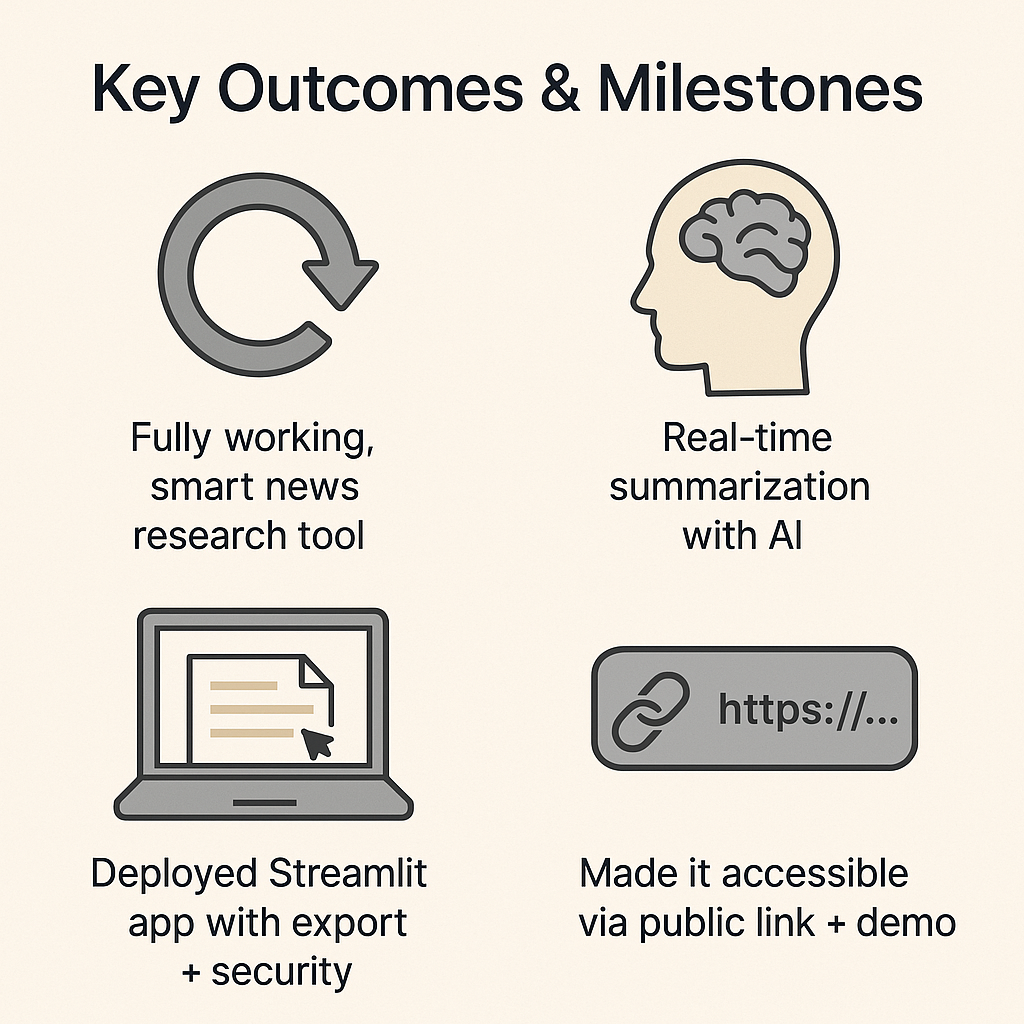 Key Outcomes & Milestones
Fully working,
smart news
research tool
Real-time
summarization
with AI
https://...
Deployed Streamlit
app with export
+ security
Made it accessible
via public link + demo